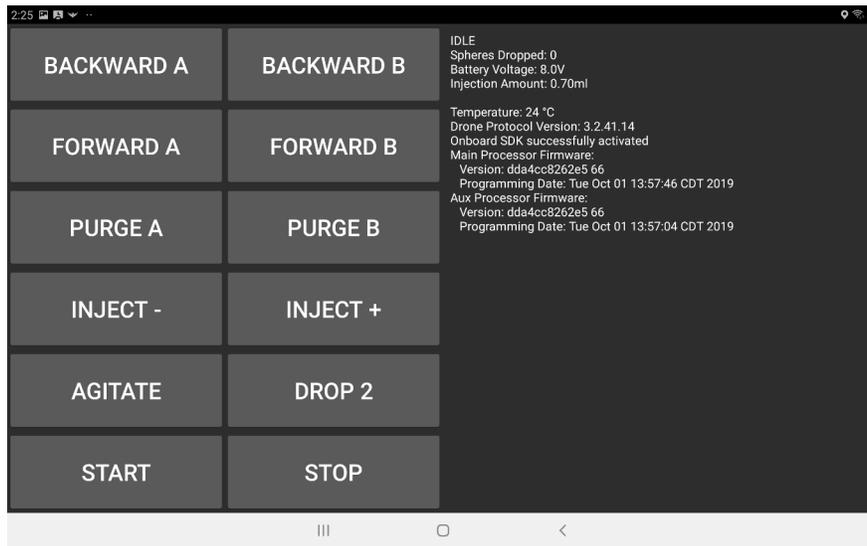 2:25
BACKWARD A
BACKWARD B
FORWARD A
FORWARD B
PURGE A
PURGE B
INJECT -
INJECT +
AGITATE
DROP 2
START
STOP
IDLE
Spheres Dropped: 0
Battery Voltage: 8.0V
Injection Amount: 0.70ml
Temperature: 24 °C
Drone Protocol Version: 3.2.41.14
Onboard SDK successfully activated
Main Processor Firmware:
Version: dda4cc8262e5 66
Programming Date: Tue Oct 01 13:57:46 CDT 2019
Aux Processor Firmware:
Version: dda4cc8262e5 66
Programming Date: Tue Oct 01 13:57:04 CDT 2019